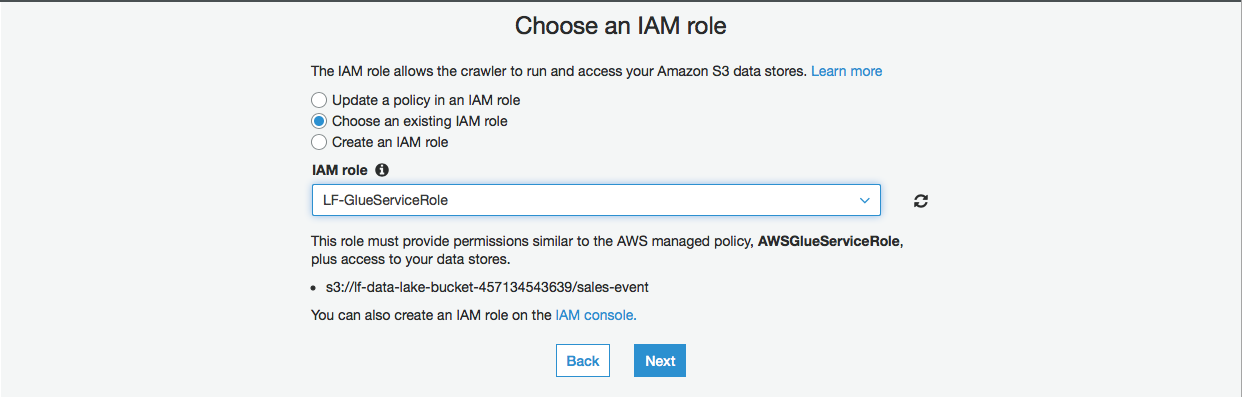 Choose an IAM role
The IAM role allows the crawler to run and access your Amazon S3 data stores. Learn more
Update a policy in an IAM role
Choose an existing IAM role
Create an IAM role
IAM role
LF-GlueServiceRole
This role must provide permissions similar to the AWS managed policy, AWSGlueServiceRole,
plus access to your data stores.
• s3://lf-data-lake-bucket-457134543639/sales-event
You can also create an IAM role on the IAM console.
Back Next